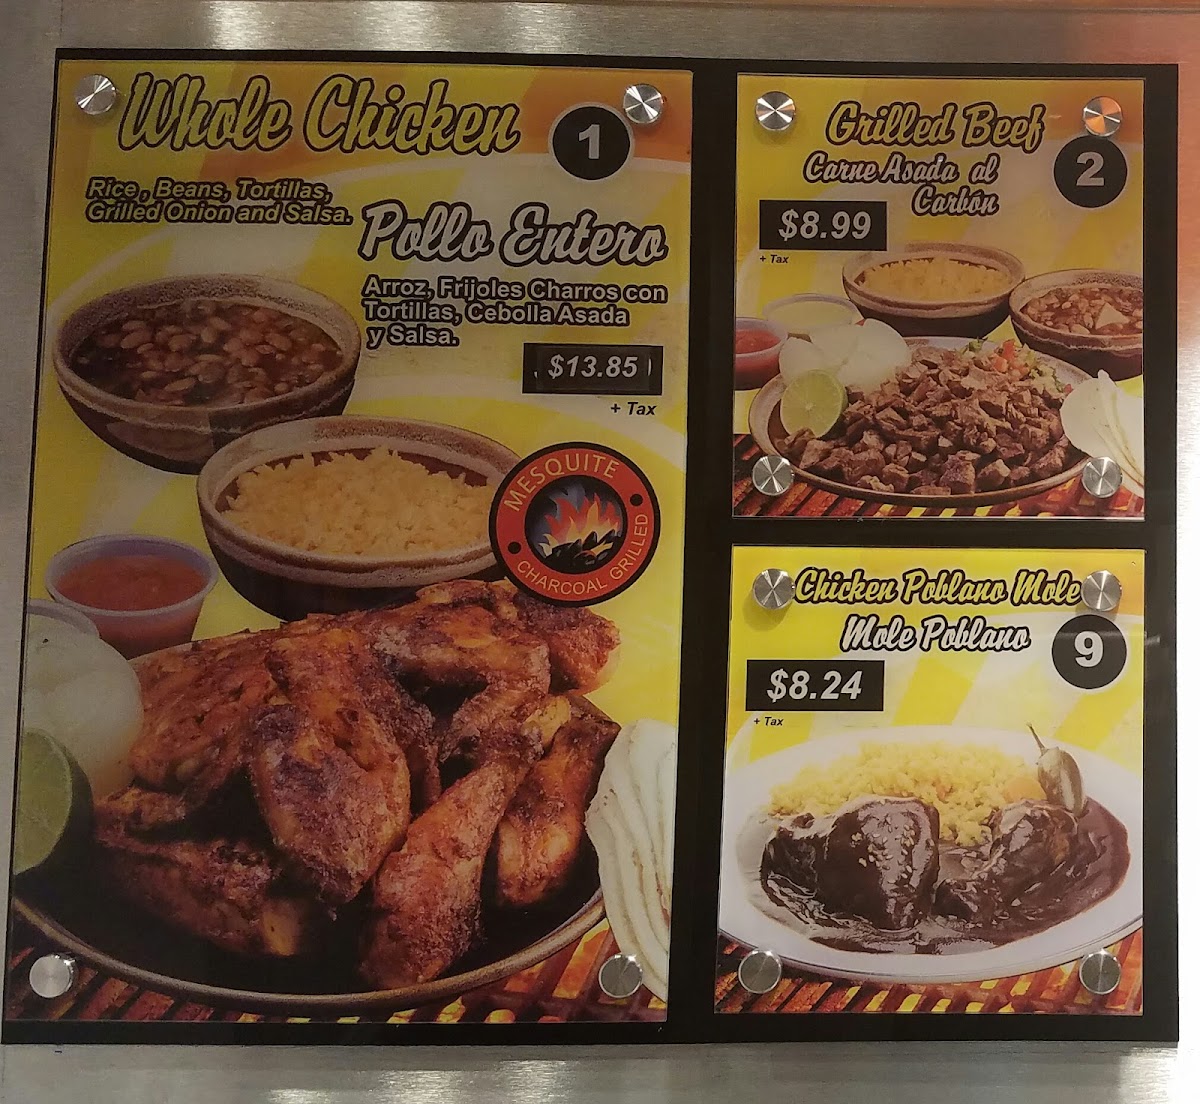 Whole Chicken
1
Rice, Beans, Tortillas,
Grilled Onion and Salsa.
Pollo Entero
Arroz, Frijoles Charros con
Tortillas, Cebolla Asada
y Salsa.
$13.85
+ Tax
MESQUITE
CHARCOAL GRILLED
Grilled Beef
Carne Asada al
Carbón
2
$8.99
+ Tax
Chicken Poblano Mole
Mole Poblano
9
$8.24
+ Tax